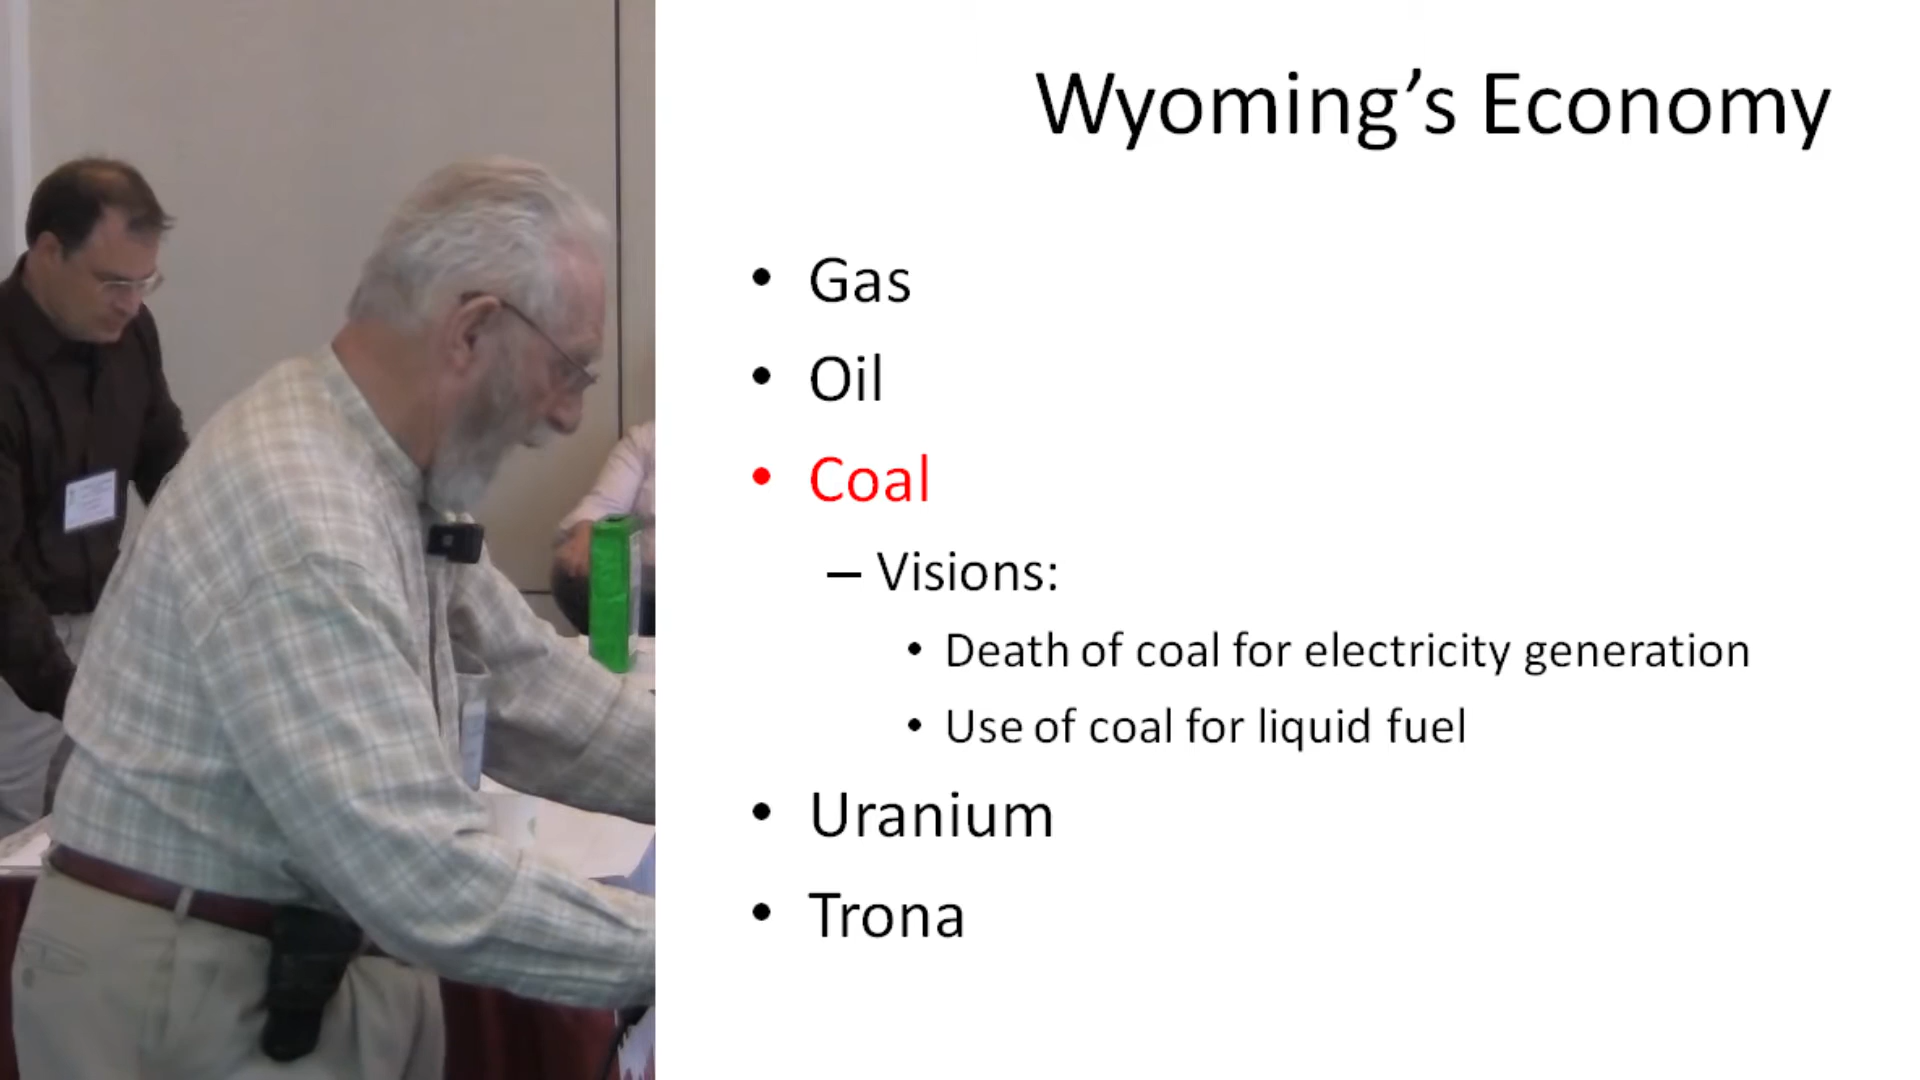 Wyoming’s Economy
• Gas
• Oil
• Coal
– Visions:
• Death of coal for electricity generation
• Use of coal for liquid fuel
• Uranium
• Trona